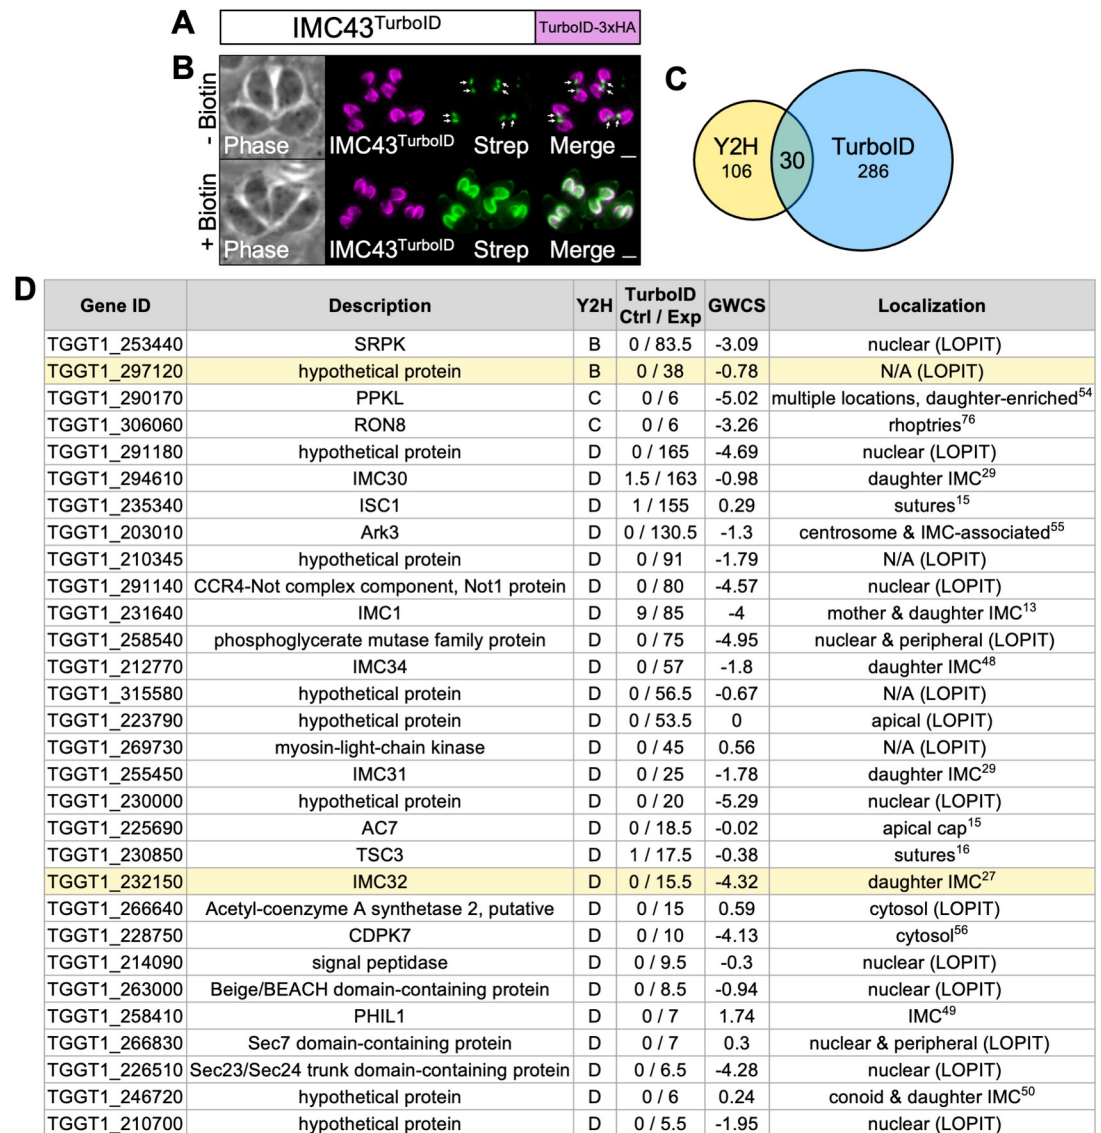 A
IMC43TurboID
TurboID-3xHA
B
- Biotin
Phase
IMC43TurboID
Strep
Merge
+ Biotin
Phase
IMC43TurboID
Strep
Merge
C
Y2H
106
30
TurboID
286
D
Gene ID Description Y2H TurboID Ctrl / Exp GWCS Localization
TGGT1_253440 SRPK B 0 / 83.5 -3.09 nuclear (LOPIT)
TGGT1_297120 hypothetical protein B 0 / 38 -0.78 N/A (LOPIT)
TGGT1_290170 PPKL C 0 / 6 -5.02 multiple locations, daughter-enriched54
TGGT1_306060 RON8 C 0 / 6 -3.26 rhoptries76
TGGT1_291180 hypothetical protein D 0 / 165 -4.69 nuclear (LOPIT)
TGGT1_294610 IMC30 D 1.5 / 163 -0.98 daughter IMC29
TGGT1_235340 ISC1 D 1 / 155 0.29 sutures15
TGGT1_203010 Ark3 D 0 / 130.5 -1.3 centrosome & IMC-associated55
TGGT1_210345 hypothetical protein D 0 / 91 -1.79 N/A (LOPIT)
TGGT1_291140 CCR4-Not complex component, Not1 protein D 0 / 80 -4.57 nuclear (LOPIT)
TGGT1_231640 IMC1 D 9 / 85 -4 mother & daughter IMC13
TGGT1_258540 phosphoglycerate mutase family protein D 0 / 75 -4.95 nuclear & peripheral (LOPIT)
TGGT1_212770 IMC34 D 0 / 57 -1.8 daughter IMC48
TGGT1_315580 hypothetical protein D 0 / 56.5 -0.67 N/A (LOPIT)
TGGT1_223790 hypothetical protein D 0 / 53.5 0 apical (LOPIT)
TGGT1_269730 myosin-light-chain kinase D 0 / 45 0.56 N/A (LOPIT)
TGGT1_255450 IMC31 D 0 / 25 -1.78 daughter IMC29
TGGT1_230000 hypothetical protein D 0 / 20 -5.29 nuclear (LOPIT)
TGGT1_225690 AC7 D 0 / 18.5 -0.02 apical cap15
TGGT1_230850 TSC3 D 1 / 17.5 -0.38 sutures16
TGGT1_232150 IMC32 D 0 / 15.5 -4.32 daughter IMC27
TGGT1_266640 Acetyl-coenzyme A synthetase 2, putative D 0 / 15 0.59 cytosol (LOPIT)
TGGT1_228750 CDPK7 D 0 / 10 -4.13 cytosol56
TGGT1_214090 signal peptidase D 0 / 9.5 -0.3 nuclear (LOPIT)
TGGT1_263000 Beige/BEACH domain-containing protein D 0 / 8.5 -0.94 nuclear (LOPIT)
TGGT1_258410 PHIL1 D 0 / 7 1.74 IMC49
TGGT1_266830 Sec7 domain-containing protein D 0 / 7 0.3 nuclear & peripheral (LOPIT)
TGGT1_226510 Sec23/Sec24 trunk domain-containing protein D 0 / 6.5 -4.28 nuclear (LOPIT)
TGGT1_246720 hypothetical protein D 0 / 6 0.24 conoid & daughter IMC50
TGGT1_210700 hypothetical protein D 0 / 5.5 -1.95 nuclear (LOPIT)